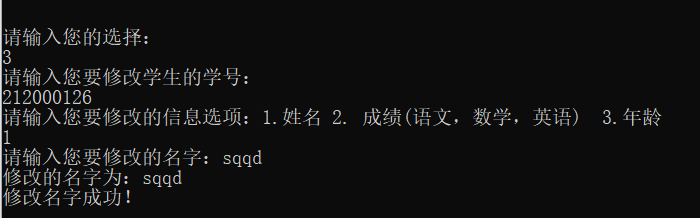 请输入您的选择：
3
请输入您要修改学生的学号：
212000126
请输入您要修改的信息选项：1.姓名 2. 成绩(语文，数学，英语)  3.年龄
1
请输入您要修改的名字：sqqd
修改的名字为：sqqd
修改名字成功！